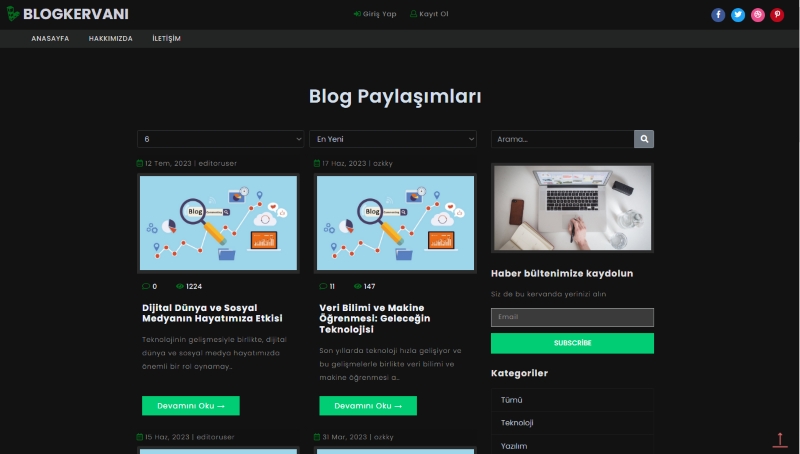 BLOGKERVANI
Giriş Yap
Kayıt Ol
ANASAYFA
HAKKIMIZDA
İLETİŞİM
Blog Paylaşımları
6
En Yeni
Arama...
12 Tem, 2023 | editoruser
Blog
0
1224
Dijital Dünya ve Sosyal
Medyanın Hayatımıza Etkisi
Teknolojinin gelişmesiyle birlikte, dijital
dünya ve sosyal medya hayatımızda
önemli bir rol oynamay..
Devamını Oku →
17 Haz, 2023 | ozkky
Blog
11
147
Veri Bilimi ve Makine
Öğrenmesi: Geleceğin
Teknolojisi
Son yıllarda teknoloji hızla gelişiyor ve
bu gelişmelerle birlikte veri bilimi ve
makine öğrenmesi a..
Devamını Oku →
15 Haz, 2023 | editoruser
31 Mar, 2023 | ozkky
Haber bültenimize kaydolun
Siz de bu kervanda yerinizi alın
Email
SUBSCRIBE
Kategoriler
Tümü
Teknoloji
Yazılım